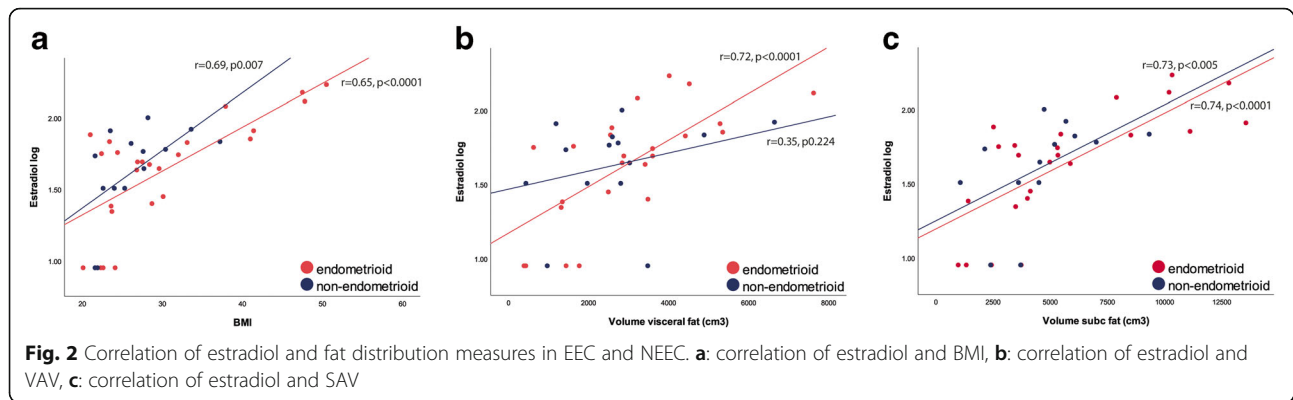 a
r=0.69, p0.007
r=0.65, p<0.0001
Estradiol log
2.00
1.50
1.00
endometrioid
non-endometrioid
20 30 40 50 60
BMI
b
r=0.72, p<0.0001
r=0.35, p0.224
Estradiol log
2.00
1.50
1.00
endometrioid
non-endometrioid
0 2000 4000 6000 8000
Volume visceral fat (cm3)
c
r=0.73, p<0.005
r=0.74, p<0.0001
Estradiol log
2.00
1.50
1.00
endometrioid
non-endometrioid
0 2500 5000 7500 10000 12500
Volume subc fat (cm3)
Fig. 2 Correlation of estradiol and fat distribution measures in EEC and NEEC. a: correlation of estradiol and BMI, b: correlation of estradiol and
VAV, c: correlation of estradiol and SAV